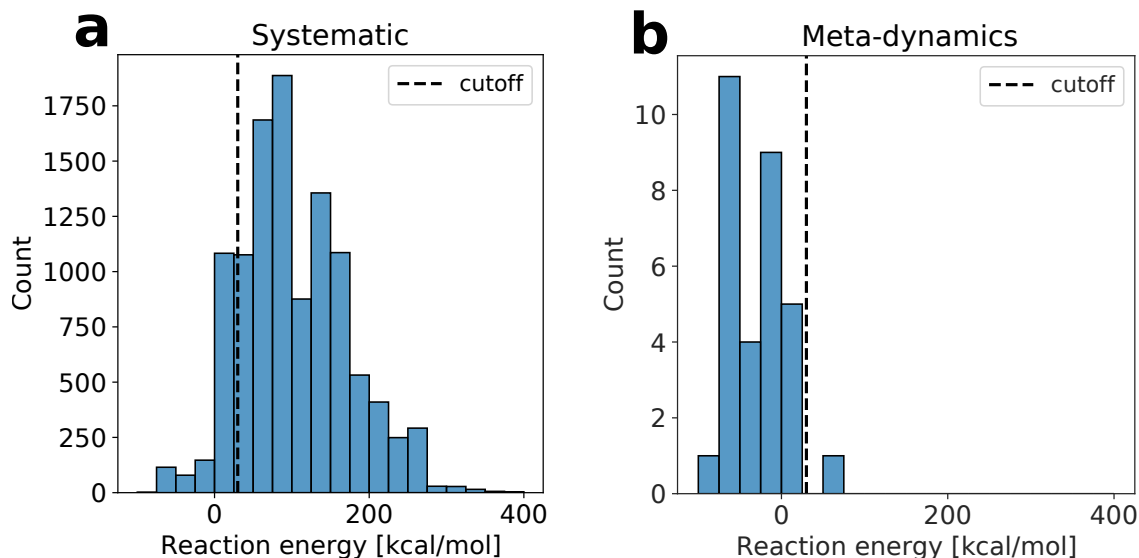 a
Systematic
cutoff
Count
1750
1500
1250
1000
750
500
250
0
0 200 400
Reaction energy [kcal/mol]
b
Meta-dynamics
cutoff
Count
10
8
6
4
2
0
0 200 400
Reaction energy [kcal/mol]